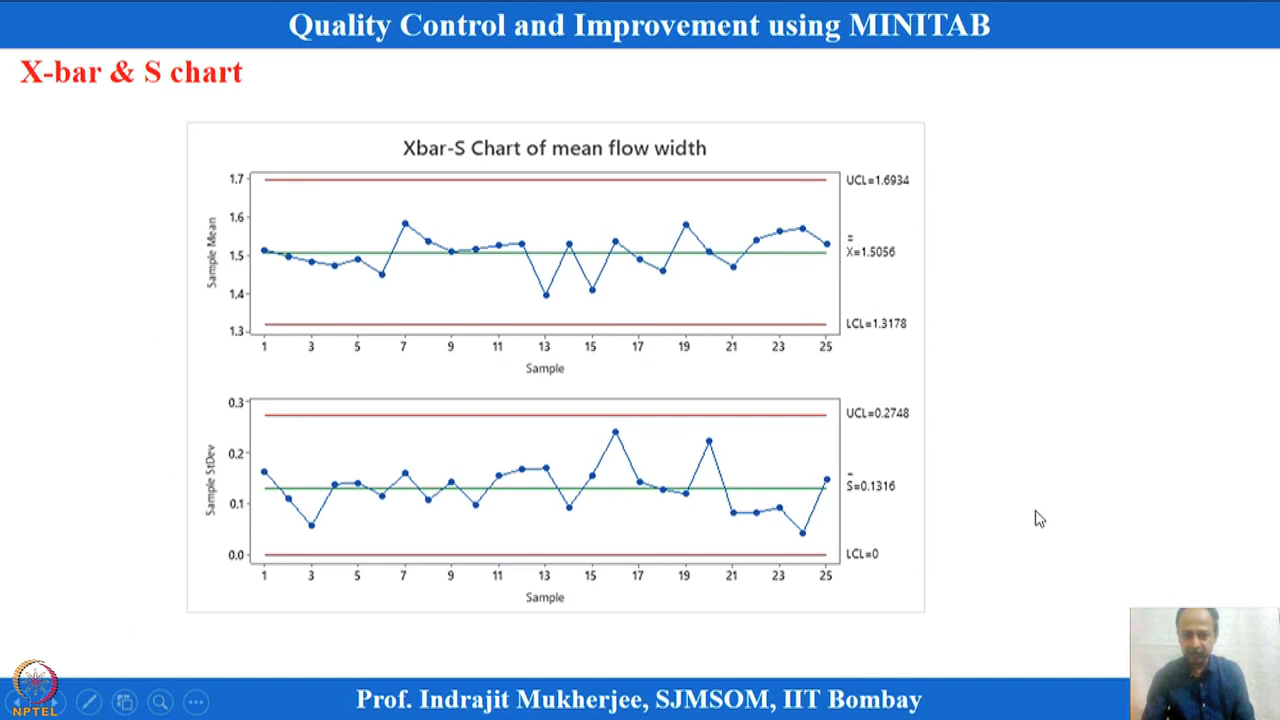 Quality Control and Improvement using MINITAB
X-bar & S chart
Xbar-S Chart of mean flow width
Sample Mean
1.7
1.6
1.5
1.4
1.3
UCL=1.6934
X=1.5056
LCL=1.3178
1 3 5 7 9 11 13 15 17 19 21 23 25
Sample
Sample StDev
0.3
0.2
0.1
0.0
UCL=0.2748
S=0.1316
LCL=0
1 3 5 7 9 11 13 15 17 19 21 23 25
Sample
NPTEL
Prof. Indrajit Mukherjee, SJMSOM, IIT Bombay